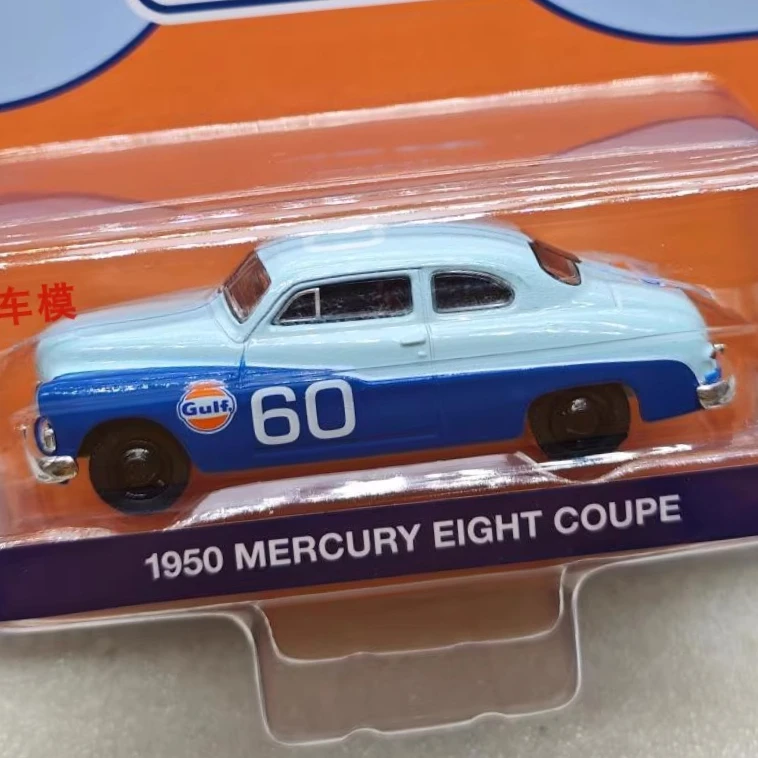 车模
Gulf.
60
1950 MERCURY EIGHT COUPE